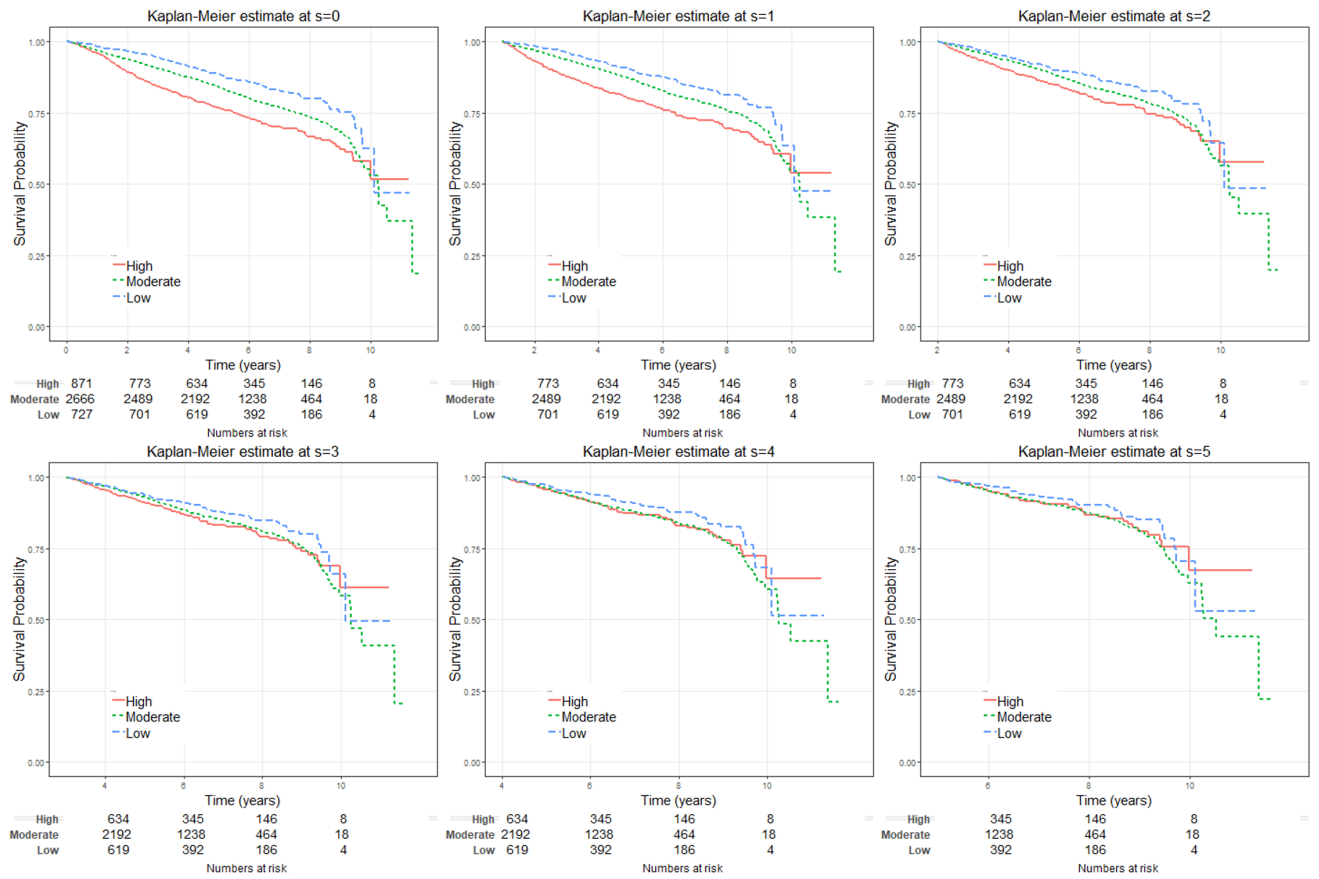 Kaplan-Meier estimate at s=0
Survival Probability
1.00
0.75
0.50
0.25
0.00
High
Moderate
Low
0 2 4 6 8 10
Time (years)
High 871 773 634 345 146 8
Moderate 2666 2489 2192 1238 464 18
Low 727 701 619 392 186 4
Numbers at risk
Kaplan-Meier estimate at s=1
Survival Probability
1.00
0.75
0.50
0.25
0.00
High
Moderate
Low
2 4 6 8 10
Time (years)
High 773 634 345 146 8
Moderate 2489 2192 1238 464 18
Low 701 619 392 186 4
Numbers at risk
Kaplan-Meier estimate at s=2
Survival Probability
1.00
0.75
0.50
0.25
0.00
High
Moderate
Low
2 4 6 8 10
Time (years)
High 773 634 345 146 8
Moderate 2489 2192 1238 464 18
Low 701 619 392 186 4
Numbers at risk
Kaplan-Meier estimate at s=3
Survival Probability
1.00
0.75
0.50
0.25
0.00
High
Moderate
Low
4 6 8 10
Time (years)
High 634 345 146 8
Moderate 2192 1238 464 18
Low 619 392 186 4
Numbers at risk
Kaplan-Meier estimate at s=4
Survival Probability
1.00
0.75
0.50
0.25
0.00
High
Moderate
Low
4 6 8 10
Time (years)
High 634 345 146 8
Moderate 2192 1238 464 18
Low 619 392 186 4
Numbers at risk
Kaplan-Meier estimate at s=5
Survival Probability
1.00
0.75
0.50
0.25
0.00
High
Moderate
Low
6 8 10
Time (years)
High 345 146 8
Moderate 1238 464 18
Low 392 186 4
Numbers at risk